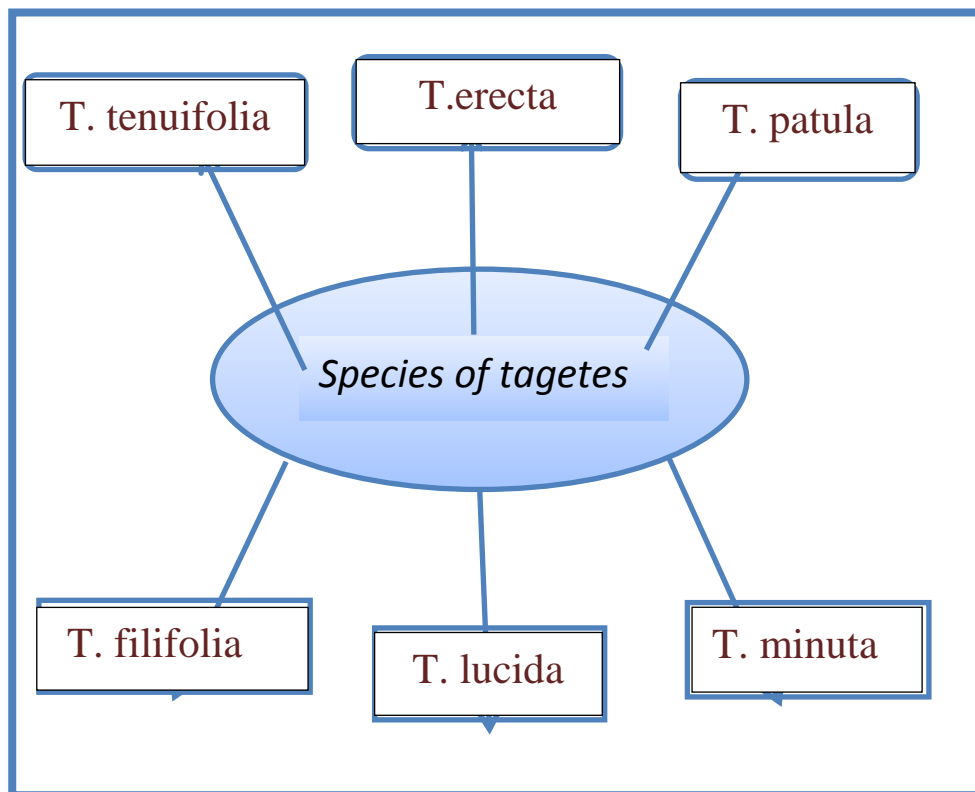 T. tenuifolia
T.erecta
T. patula
Species of tagetes
T. filifolia
T. lucida
T. minuta